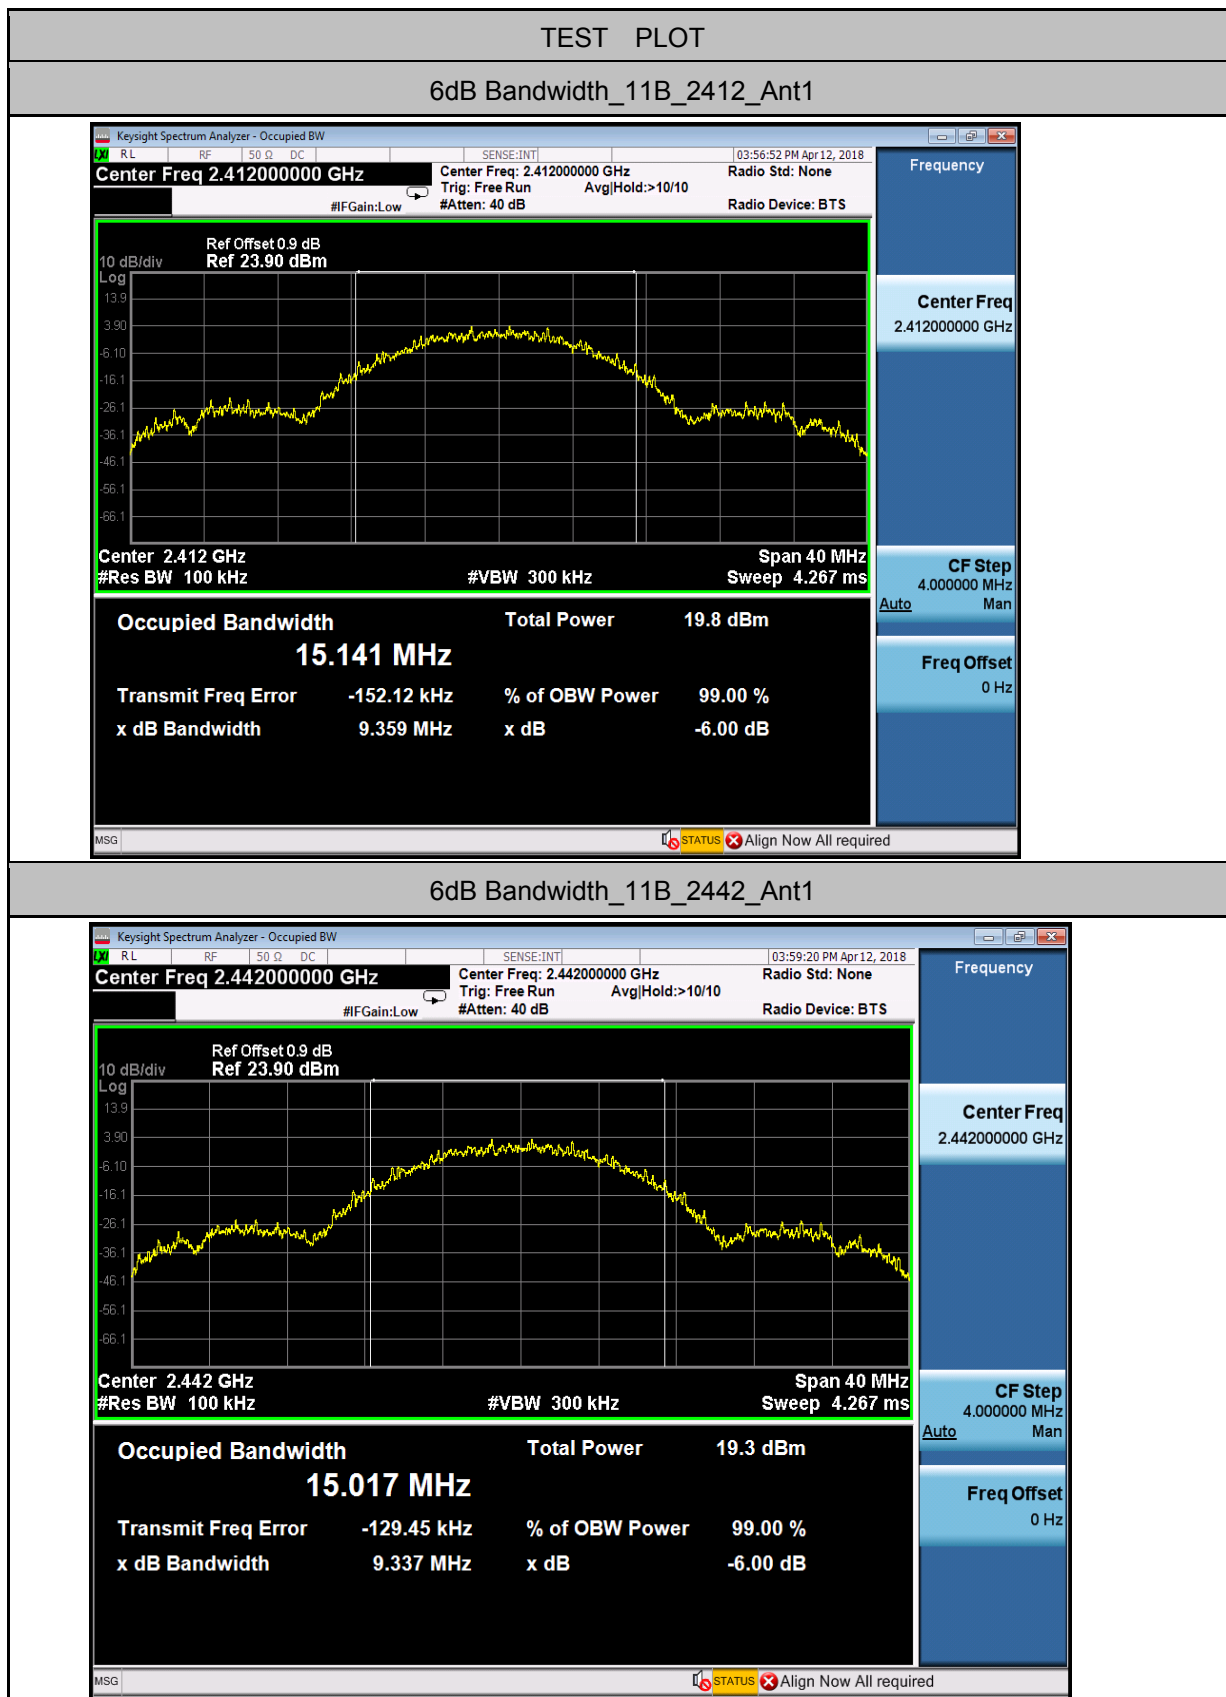 TEST PLOT
6dB Bandwidth_11B_2412_Ant1
Keysight Spectrum Analyzer - Occupied BW
LXI RL RF 50 Ω DC SENSE:INT 03:56:52 PM Apr 12, 2018
Center Freq 2.412000000 GHz
Center Freq: 2.412000000 GHz Radio Std: None
Trig: Free Run Avg|Hold:>10/10
#IFGain:Low #Atten: 40 dB Radio Device: BTS
Frequency
Ref Offset 0.9 dB
10 dB/div Ref 23.90 dBm
Log
13.9
3.90
-6.10
-16.1
-26.1
-36.1
-46.1
-56.1
-66.1
Center 2.412 GHz Span 40 MHz
#Res BW 100 kHz #VBW 300 kHz Sweep 4.267 ms
Center Freq
2.412000000 GHz
CF Step
4.000000 MHz
Auto Man
Freq Offset
0 Hz
Occupied Bandwidth Total Power 19.8 dBm
15.141 MHz
Transmit Freq Error -152.12 kHz % of OBW Power 99.00 %
x dB Bandwidth 9.359 MHz x dB -6.00 dB
MSG STATUS Align Now All required
6dB Bandwidth_11B_2442_Ant1
Keysight Spectrum Analyzer - Occupied BW
LXI RL RF 50 Ω DC SENSE:INT 03:59:20 PM Apr 12, 2018
Center Freq 2.442000000 GHz
Center Freq: 2.442000000 GHz Radio Std: None
Trig: Free Run Avg|Hold:>10/10
#IFGain:Low #Atten: 40 dB Radio Device: BTS
Frequency
Ref Offset 0.9 dB
10 dB/div Ref 23.90 dBm
Log
13.9
3.90
-6.10
-16.1
-26.1
-36.1
-46.1
-56.1
-66.1
Center 2.442 GHz Span 40 MHz
#Res BW 100 kHz #VBW 300 kHz Sweep 4.267 ms
Center Freq
2.442000000 GHz
CF Step
4.000000 MHz
Auto Man
Freq Offset
0 Hz
Occupied Bandwidth Total Power 19.3 dBm
15.017 MHz
Transmit Freq Error -129.45 kHz % of OBW Power 99.00 %
x dB Bandwidth 9.337 MHz x dB -6.00 dB
MSG STATUS Align Now All required